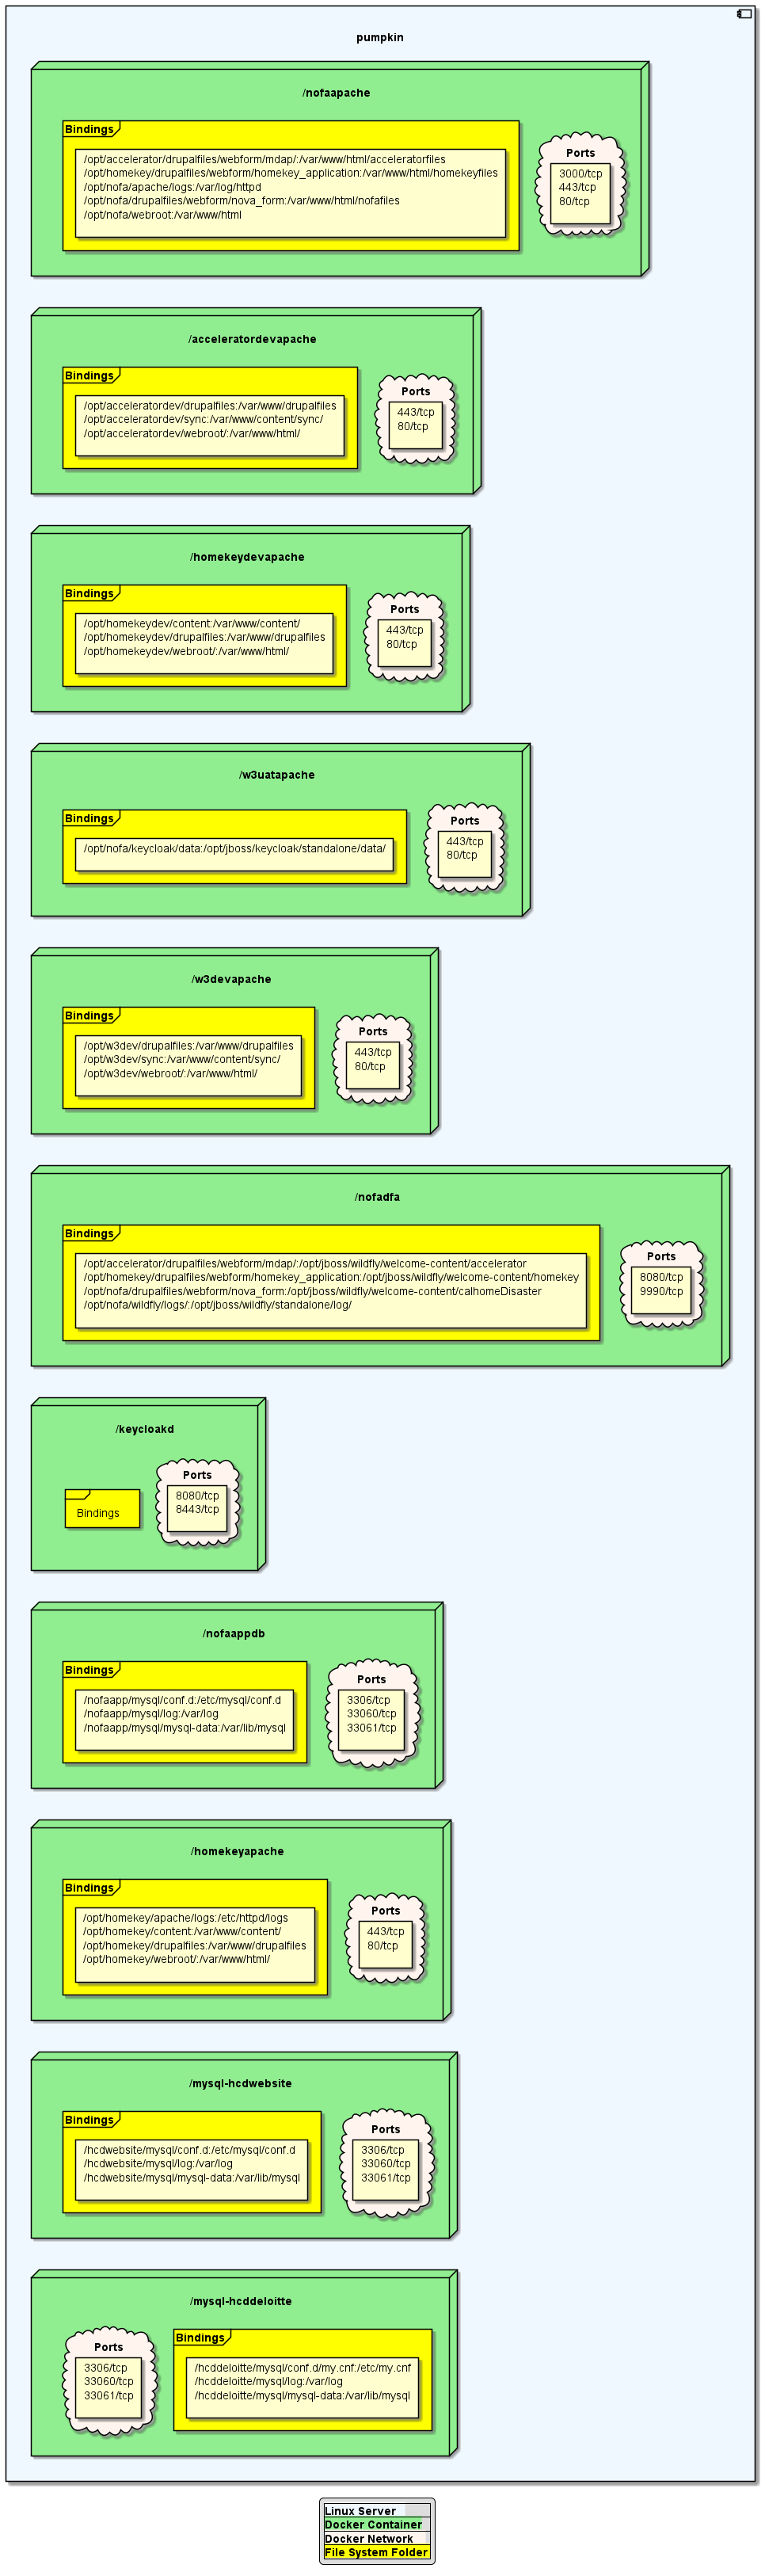 pumpkin
/nofaapache
Bindings
/opt/accelerator/drupalfiles/webform/mdap/:/var/www/html/acceleratorfiles
/opt/homekey/drupalfiles/webform/homekey_application:/var/www/html/homekeyfiles
/opt/nofa/apache/logs:/var/log/httpd
/opt/nofa/drupalfiles/webform/nova_form:/var/www/html/nofafiles
/opt/nofa/webroot:/var/www/html
Ports
3000/tcp
443/tcp
80/tcp
/acceleratordevapache
Bindings
/opt/acceleratordev/drupalfiles:/var/www/drupalfiles
/opt/acceleratordev/sync:/var/www/content/sync/
/opt/acceleratordev/webroot/:/var/www/html/
Ports
443/tcp
80/tcp
/homekeydevapache
Bindings
/opt/homekeydev/content:/var/www/content/
/opt/homekeydev/drupalfiles:/var/www/drupalfiles
/opt/homekeydev/webroot/:/var/www/html/
Ports
443/tcp
80/tcp
/w3uatapache
Bindings
/opt/nofa/keycloak/data:/opt/jboss/keycloak/standalone/data/
Ports
443/tcp
80/tcp
/w3devapache
Bindings
/opt/w3dev/drupalfiles:/var/www/drupalfiles
/opt/w3dev/sync:/var/www/content/sync/
/opt/w3dev/webroot/:/var/www/html/
Ports
443/tcp
80/tcp
/nofadfa
Bindings
/opt/accelerator/drupalfiles/webform/mdap/:/opt/jboss/wildfly/welcome-content/accelerator
/opt/homekey/drupalfiles/webform/homekey_application:/opt/jboss/wildfly/welcome-content/homekey
/opt/nofa/drupalfiles/webform/nova_form:/opt/jboss/wildfly/welcome-content/calhomeDisaster
/opt/nofa/wildfly/logs/:/opt/jboss/wildfly/standalone/log/
Ports
8080/tcp
9990/tcp
/keycloakd
Bindings
Ports
8080/tcp
8443/tcp
/nofaappdb
Bindings
/nofaapp/mysql/conf.d:/etc/mysql/conf.d
/nofaapp/mysql/log:/var/log
/nofaapp/mysql/mysql-data:/var/lib/mysql
Ports
3306/tcp
33060/tcp
33061/tcp
/homekeyapache
Bindings
/opt/homekey/apache/logs:/etc/httpd/logs
/opt/homekey/content:/var/www/content/
/opt/homekey/drupalfiles:/var/www/drupalfiles
/opt/homekey/webroot/:/var/www/html/
Ports
443/tcp
80/tcp
/mysql-hcdwebsite
Bindings
/hcdwebsite/mysql/conf.d:/etc/mysql/conf.d
/hcdwebsite/mysql/log:/var/log
/hcdwebsite/mysql/mysql-data:/var/lib/mysql
Ports
3306/tcp
33060/tcp
33061/tcp
/mysql-hcddeloitte
Ports
3306/tcp
33060/tcp
33061/tcp
Bindings
/hcddeloitte/mysql/conf.d/my.cnf:/etc/my.cnf
/hcddeloitte/mysql/log:/var/log
/hcddeloitte/mysql/mysql-data:/var/lib/mysql
Linux Server
Docker Container
Docker Network
File System Folder